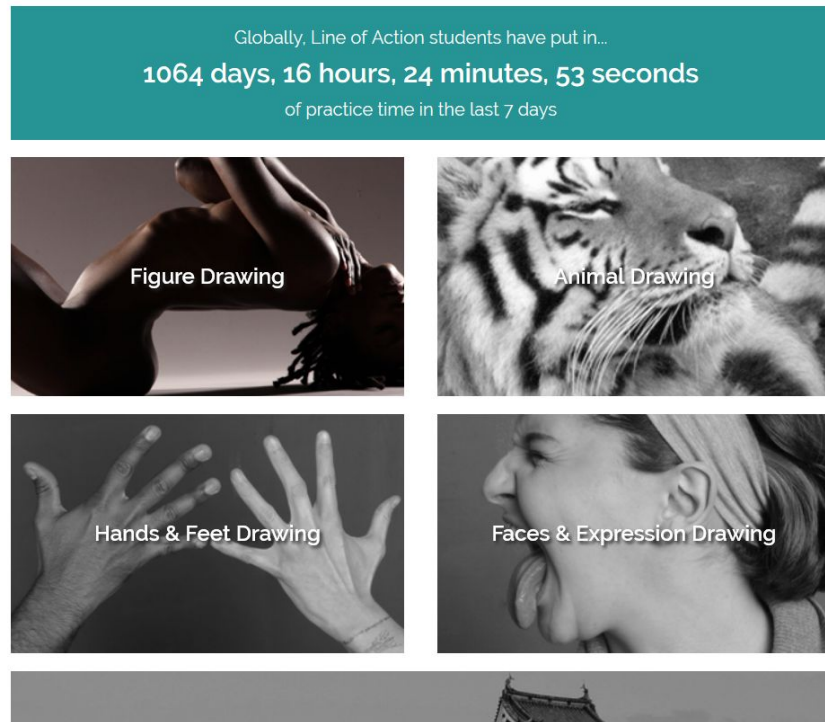 Globally, Line of Action students have put in...
1064 days, 16 hours, 24 minutes, 53 seconds
of practice time in the last 7 days
Figure Drawing
Animal Drawing
Hands & Feet Drawing
Faces & Expression Drawing